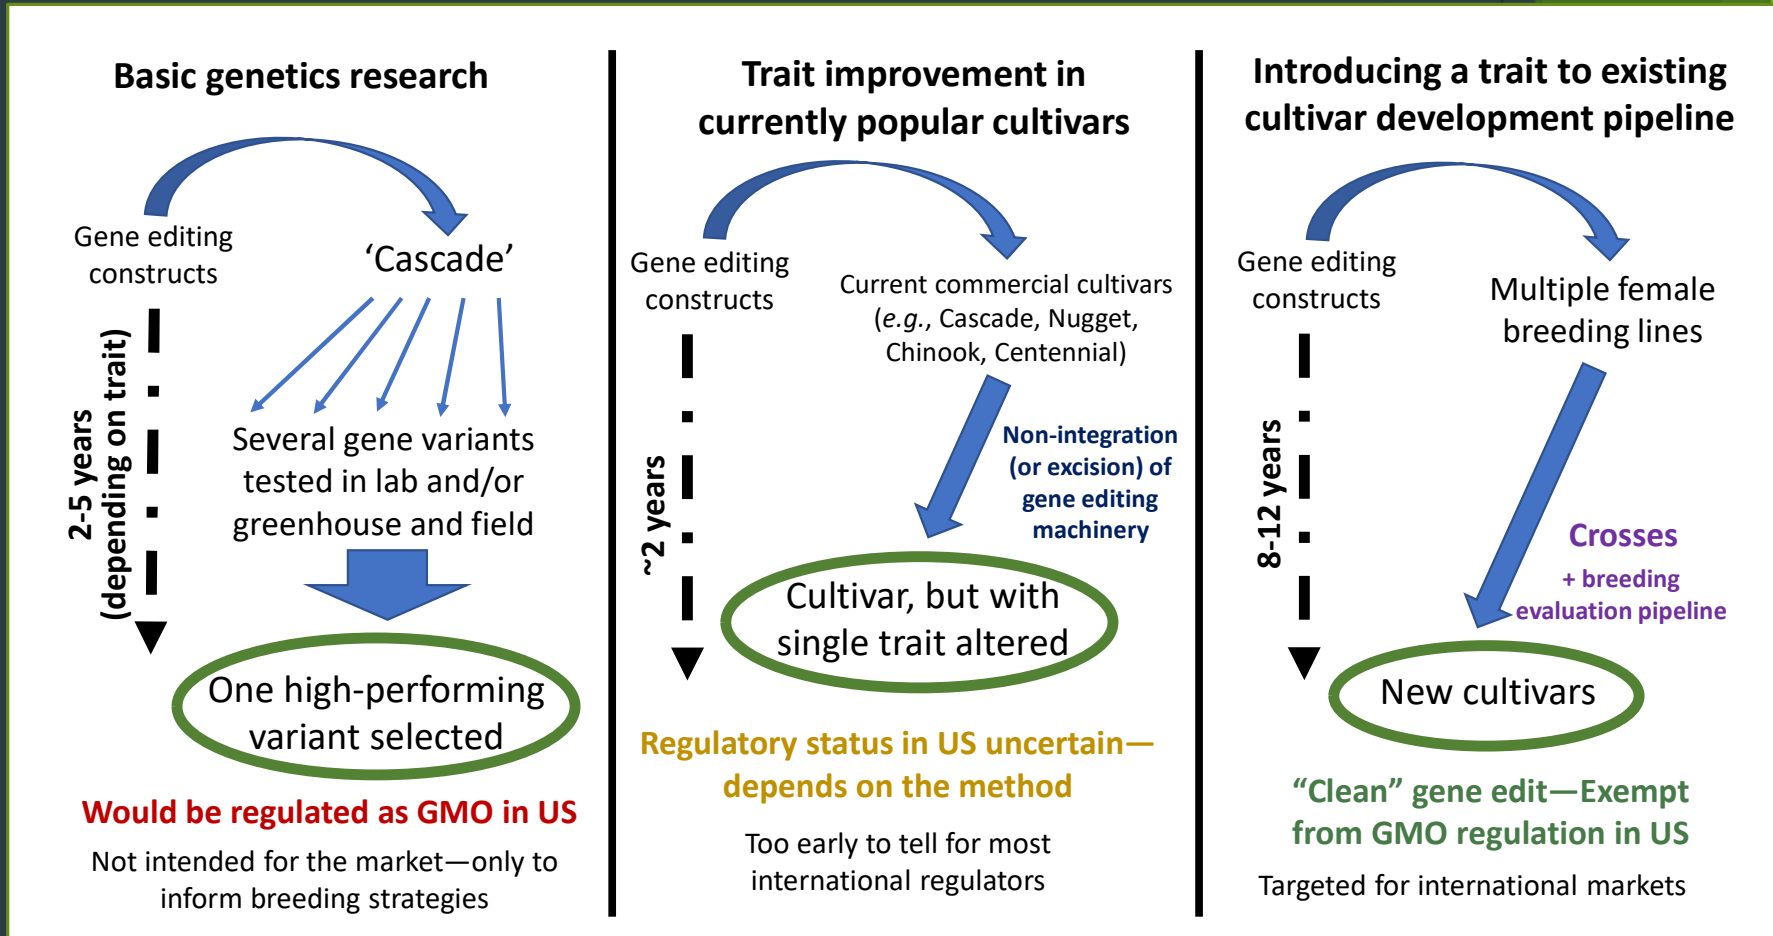 Basic genetics research
Gene editing
constructs
‘Cascade’
2-5 years
(depending on trait)
Several gene variants
tested in lab and/or
greenhouse and field
One high-performing
variant selected
Would be regulated as GMO in US
Not intended for the market—only to
inform breeding strategies
Trait improvement in
currently popular cultivars
Gene editing
constructs
Current commercial cultivars
(e.g., Cascade, Nugget,
Chinook, Centennial)
~2 years
Non-integration
(or excision) of
gene editing
machinery
Cultivar, but with
single trait altered
Regulatory status in US uncertain—
depends on the method
Too early to tell for most
international regulators
Introducing a trait to existing
cultivar development pipeline
Gene editing
constructs
Multiple female
breeding lines
8-12 years
Crosses
+ breeding
evaluation pipeline
New cultivars
“Clean” gene edit—Exempt
from GMO regulation in US
Targeted for international markets